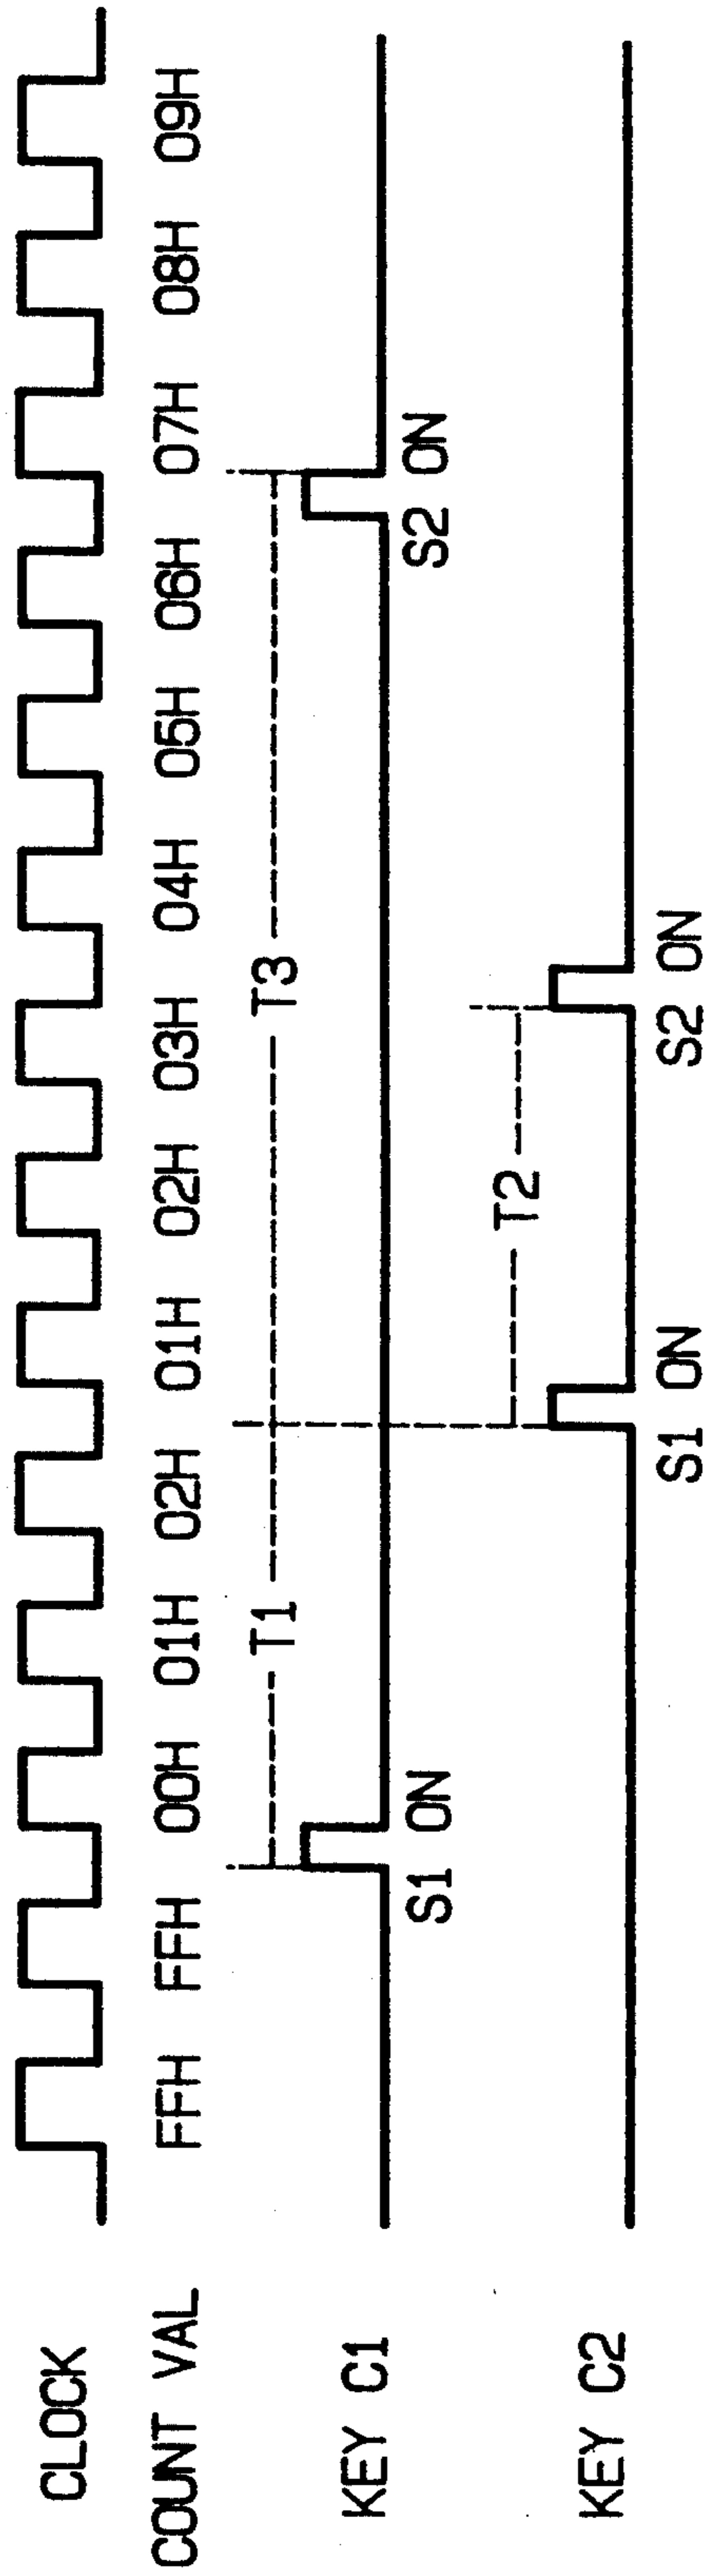 CLOCK
COUNT VAL FFH FFH 00H 01H 02H 01H 02H 03H 04H 05H 06H 07H 08H 09H
T1 T3
KEY C1
S1 ON S2 ON
T2
KEY C2
S1 ON S2 ON